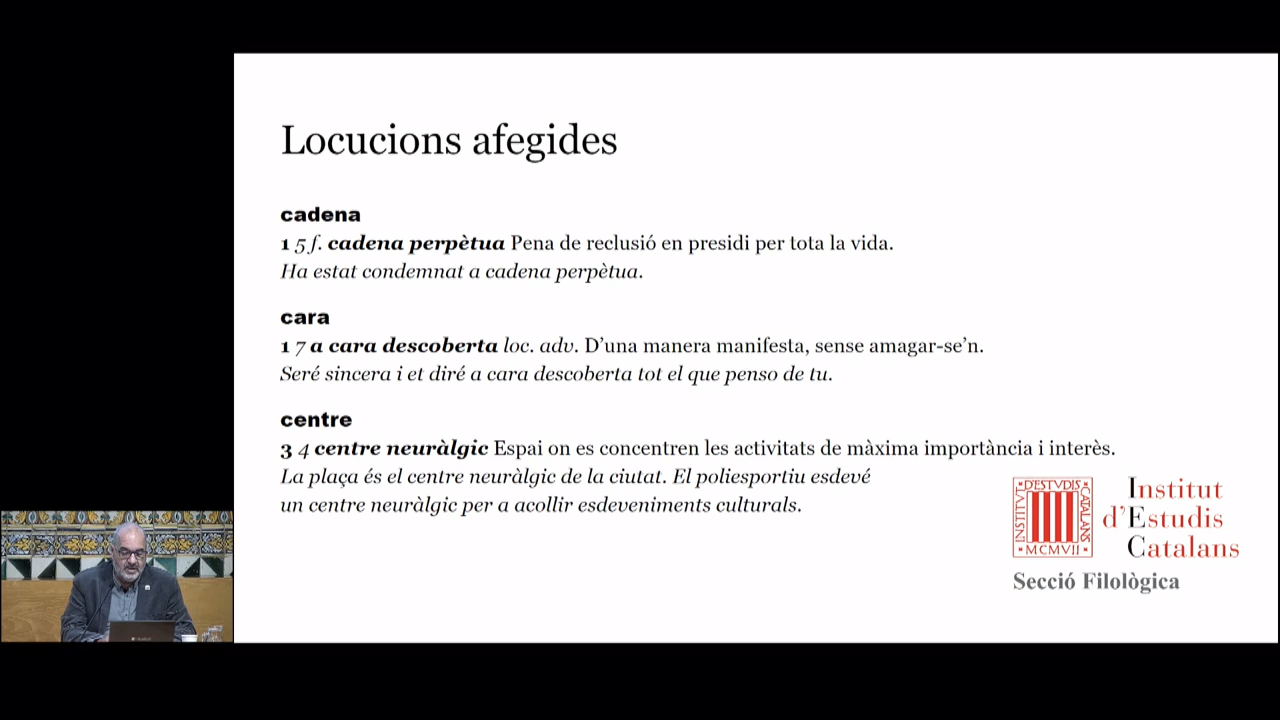 Locucions afegides
cadena
1 5 f. cadena perpètua Pena de reclusió en presidi per tota la vida.
Ha estat condemnat a cadena perpètua.
cara
1 7 a cara descoberta loc. adv. D’una manera manifesta, sense amagar-se’n.
Seré sincera i et diré a cara descoberta tot el que penso de tu.
centre
3 4 centre neuràlgic Espai on es concentren les activitats de màxima importància i interès.
La plaça és el centre neuràlgic de la ciutat. El poliesportiu esdevé
un centre neuràlgic per a acollir esdeveniments culturals.
INSTITUT D'ESTVDIS CATALANS
MCMVII
Institut
d’Estudis
Catalans
Secció Filològica